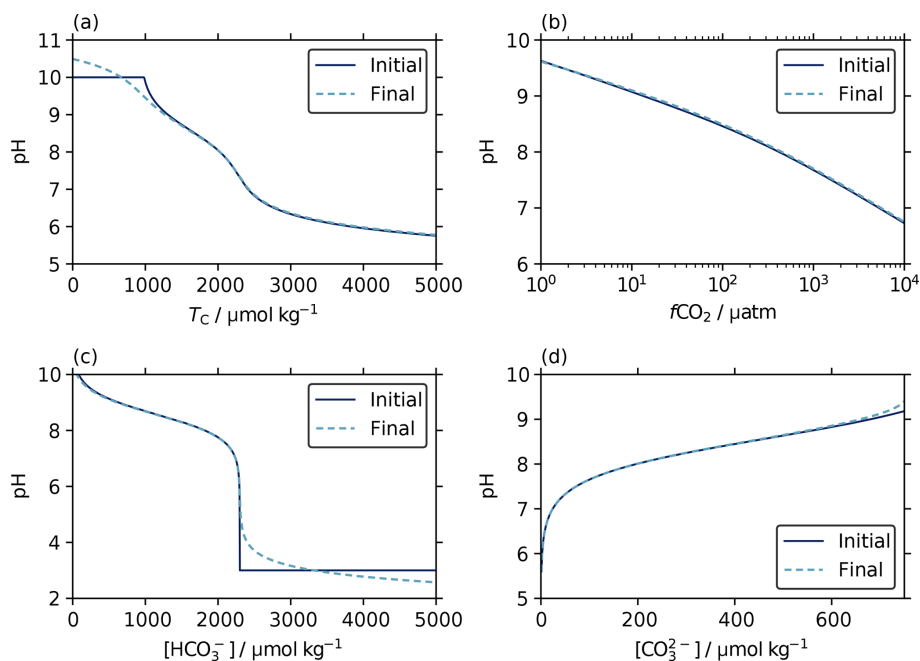 (a)
11
10
9
8
7
6
5
pH
Initial
Final
0 1000 2000 3000 4000 5000
T_C / µmol kg⁻¹
(b)
10
9
8
7
6
pH
Initial
Final
10⁰ 10¹ 10² 10³ 10⁴
fCO₂ / µatm
(c)
10
8
6
4
2
pH
Initial
Final
0 1000 2000 3000 4000 5000
[HCO₃⁻] / µmol kg⁻¹
(d)
10
9
8
7
6
5
pH
Initial
Final
0 200 400 600
[CO₃²⁻] / µmol kg⁻¹